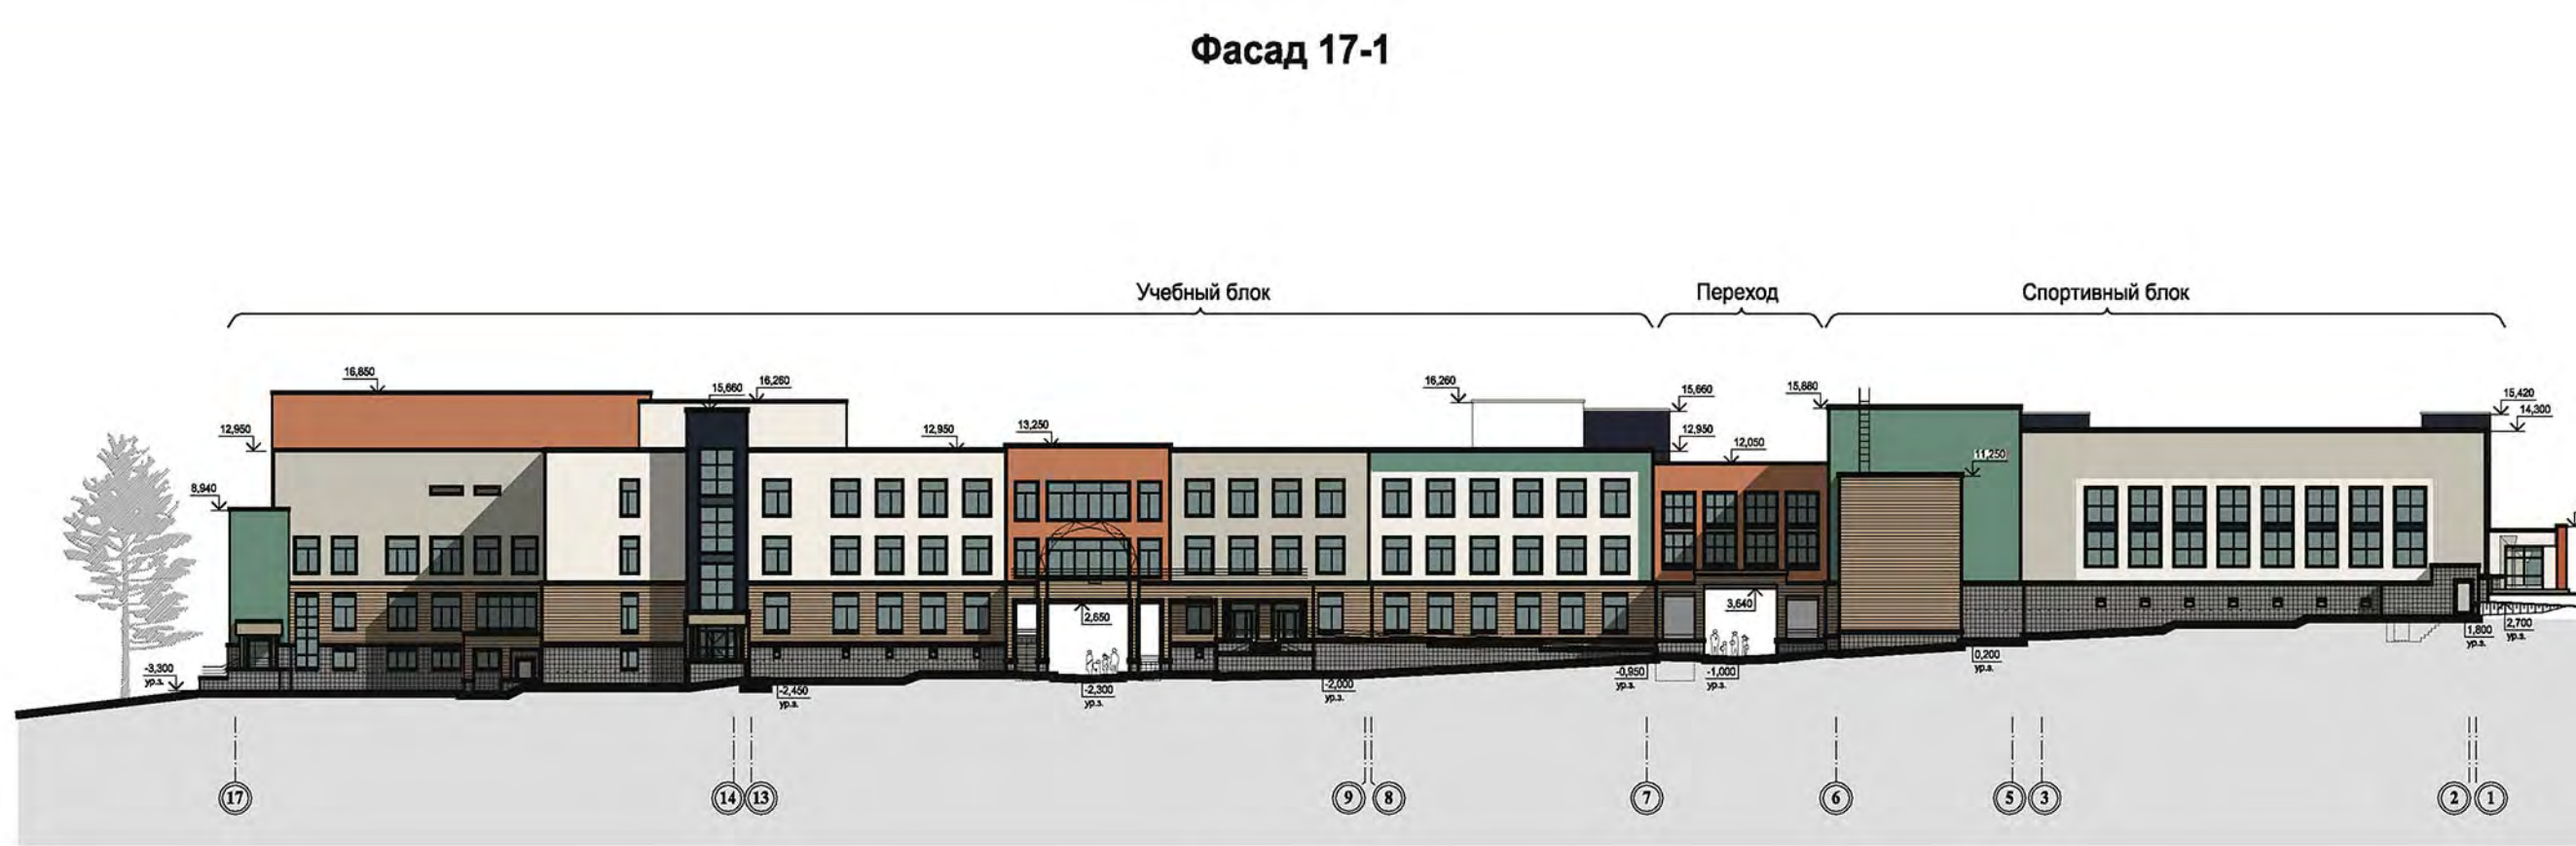 Фасад 17-1
Учебный блок
Переход
Спортивный блок
16,850
15,660
16,260
16,260
15,660
15,880
15,420
14,300
12,950
12,950
13,250
12,950
12,050
11,250
8,940
2,650
3,640
-3,300
ур.з.
-2,450
ур.з.
-2,300
ур.з.
-2,000
ур.з.
-0,950
ур.з.
-1,000
ур.з.
0,200
ур.з.
1,800
ур.з.
2,700
ур.з.
17
14
13
9
8
7
6
5
3
2
1